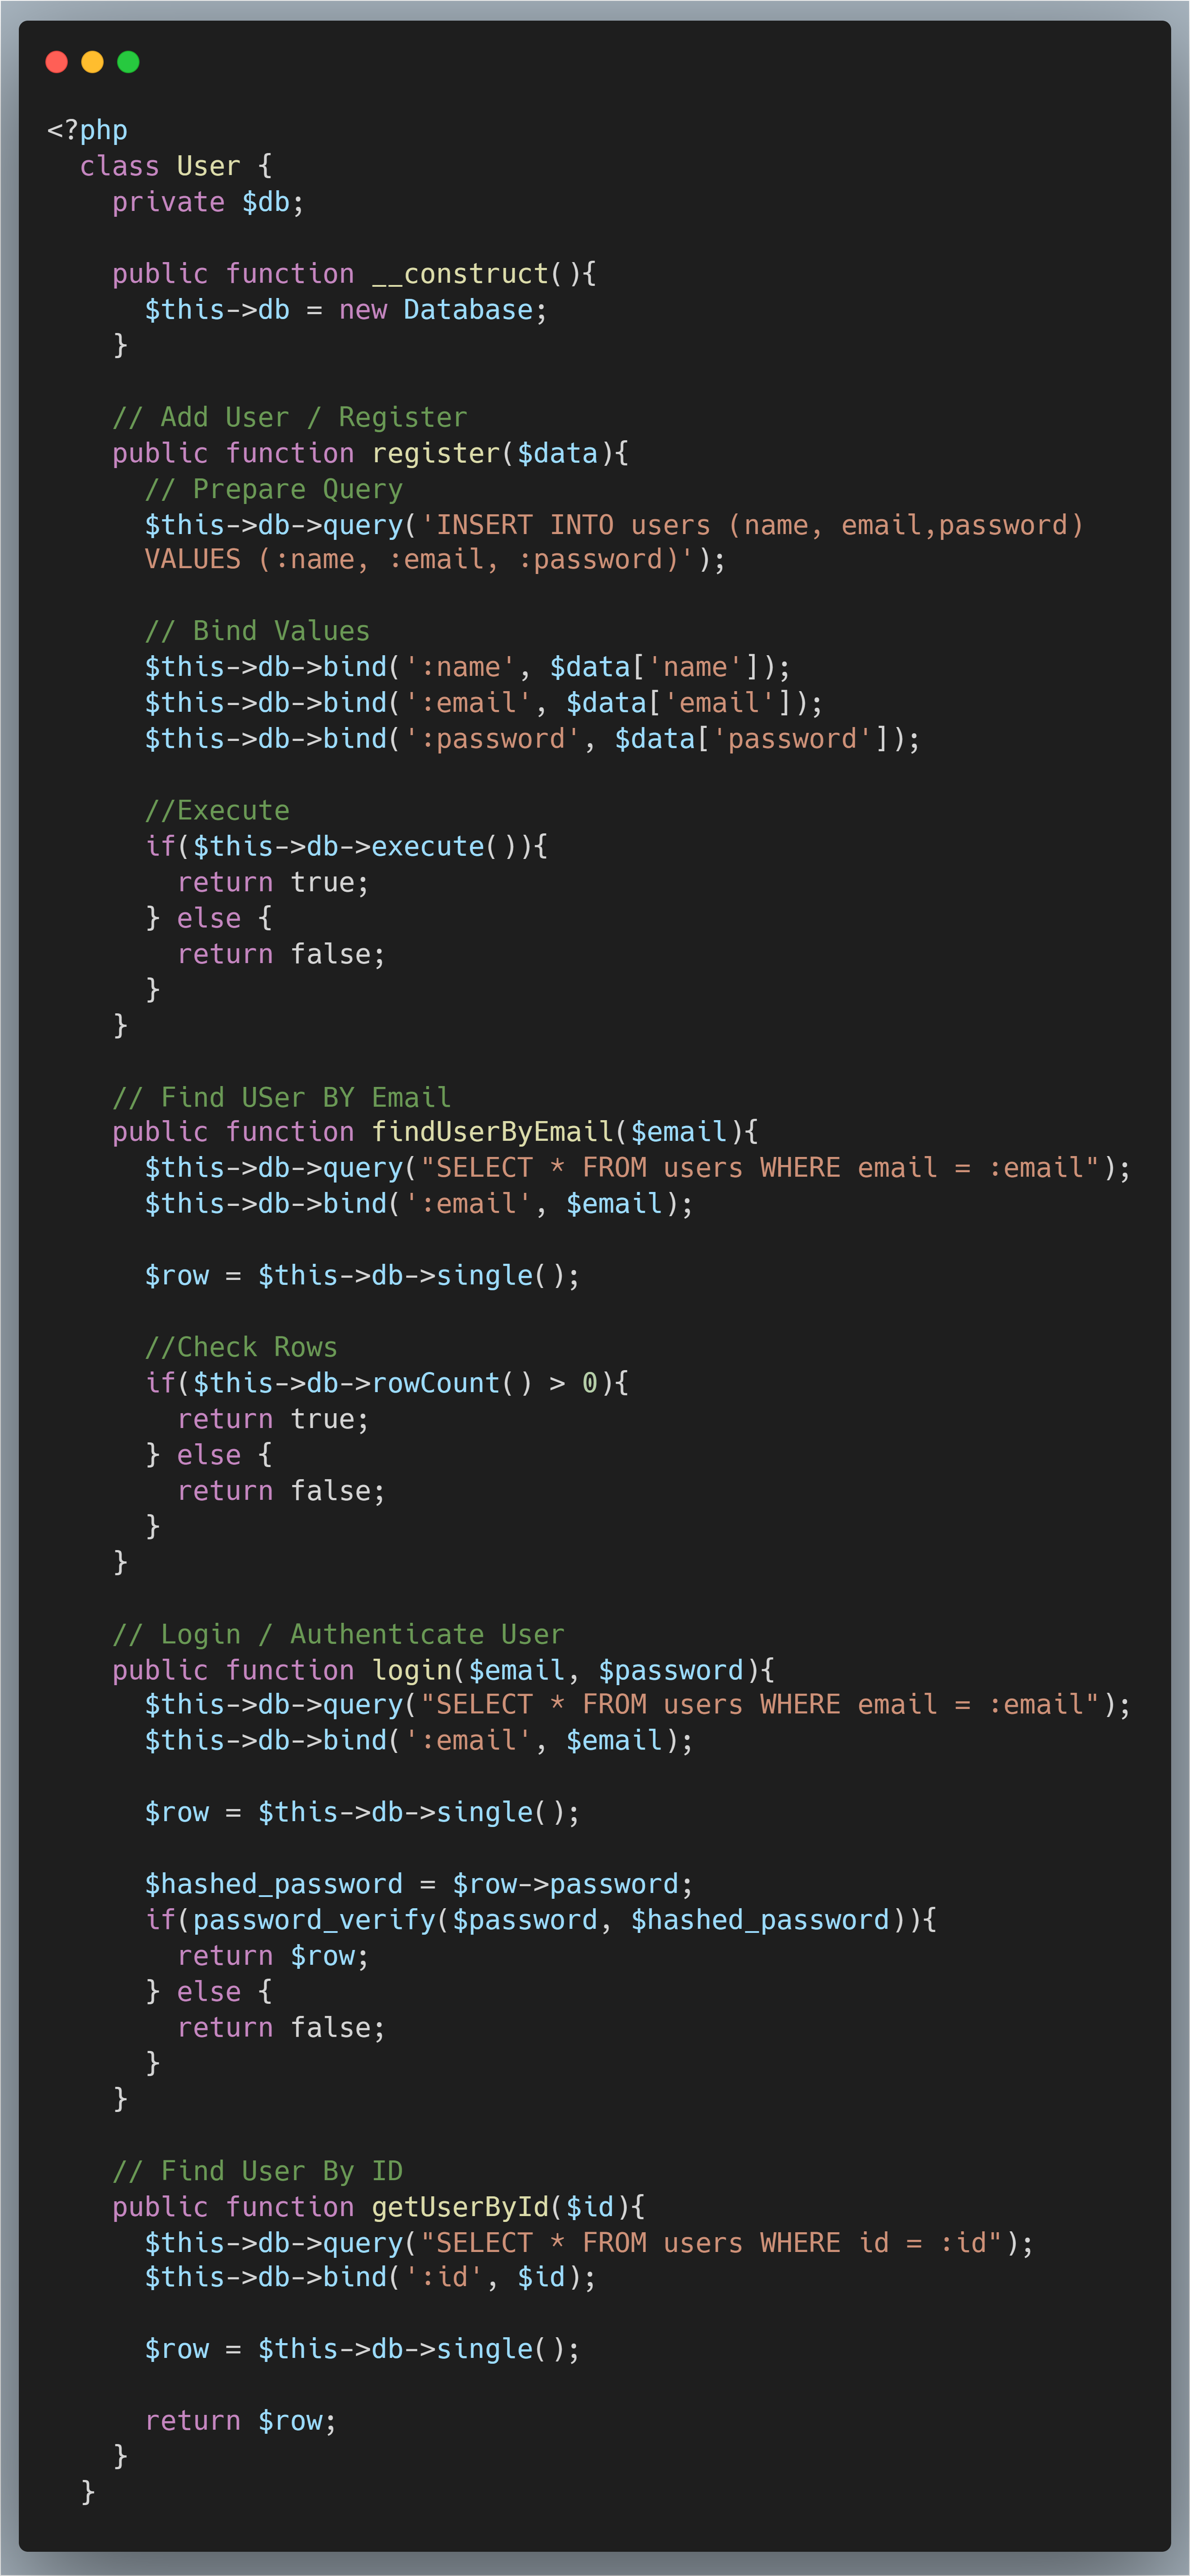 <?php
  class User {
    private $db;

    public function __construct(){
      $this->db = new Database;
    }

    // Add User / Register
    public function register($data){
      // Prepare Query
      $this->db->query('INSERT INTO users (name, email,password)
      VALUES (:name, :email, :password)');

      // Bind Values
      $this->db->bind(':name', $data['name']);
      $this->db->bind(':email', $data['email']);
      $this->db->bind(':password', $data['password']);

      //Execute
      if($this->db->execute()){
        return true;
      } else {
        return false;
      }
    }

    // Find USer BY Email
    public function findUserByEmail($email){
      $this->db->query("SELECT * FROM users WHERE email = :email");
      $this->db->bind(':email', $email);

      $row = $this->db->single();

      //Check Rows
      if($this->db->rowCount() > 0){
        return true;
      } else {
        return false;
      }
    }

    // Login / Authenticate User
    public function login($email, $password){
      $this->db->query("SELECT * FROM users WHERE email = :email");
      $this->db->bind(':email', $email);

      $row = $this->db->single();

      $hashed_password = $row->password;
      if(password_verify($password, $hashed_password)){
        return $row;
      } else {
        return false;
      }
    }

    // Find User By ID
    public function getUserById($id){
      $this->db->query("SELECT * FROM users WHERE id = :id");
      $this->db->bind(':id', $id);

      $row = $this->db->single();

      return $row;
    }
  }